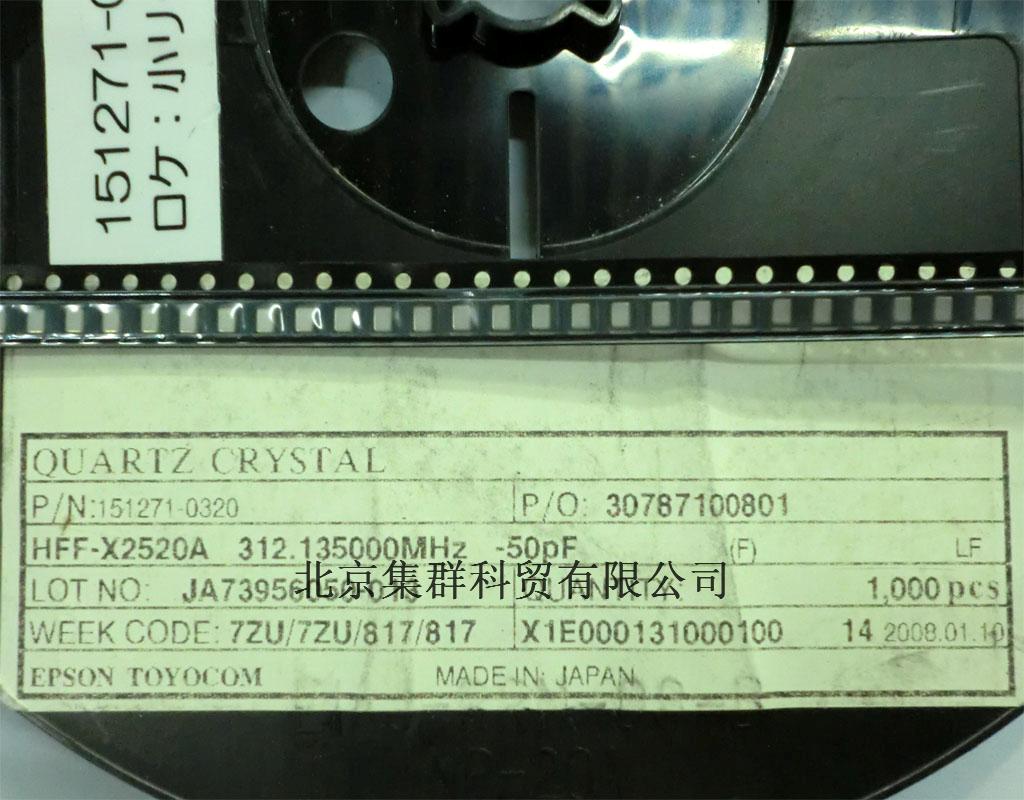 151271-0
ロケ:小リ
QUARTZ CRYSTAL
P/N:151271-0320 P/O: 30787100801
HFF-X2520A 312.135000MHz -50pF (F) LF
北京集群科贸有限公司
LOT NO: 1,000 pcs
WEEK CODE: 7ZU/7ZU/817/817 X1E000131000100 14 2008.01.10
EPSON TOYOCOM MADE IN: JAPAN